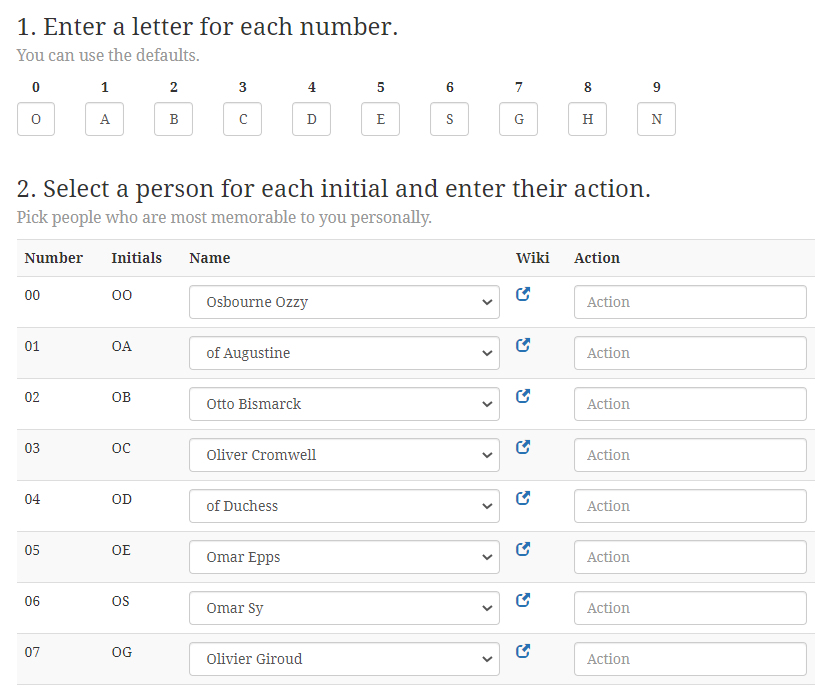 1. Enter a letter for each number.
You can use the defaults.
0 1 2 3 4 5 6 7 8 9
O A B C D E S G H N
2. Select a person for each initial and enter their action.
Pick people who are most memorable to you personally.
Number Initials Name Wiki Action
00 OO Osbourne Ozzy Action
01 OA of Augustine Action
02 OB Otto Bismarck Action
03 OC Oliver Cromwell Action
04 OD of Duchess Action
05 OE Omar Epps Action
06 OS Omar Sy Action
07 OG Olivier Giroud Action